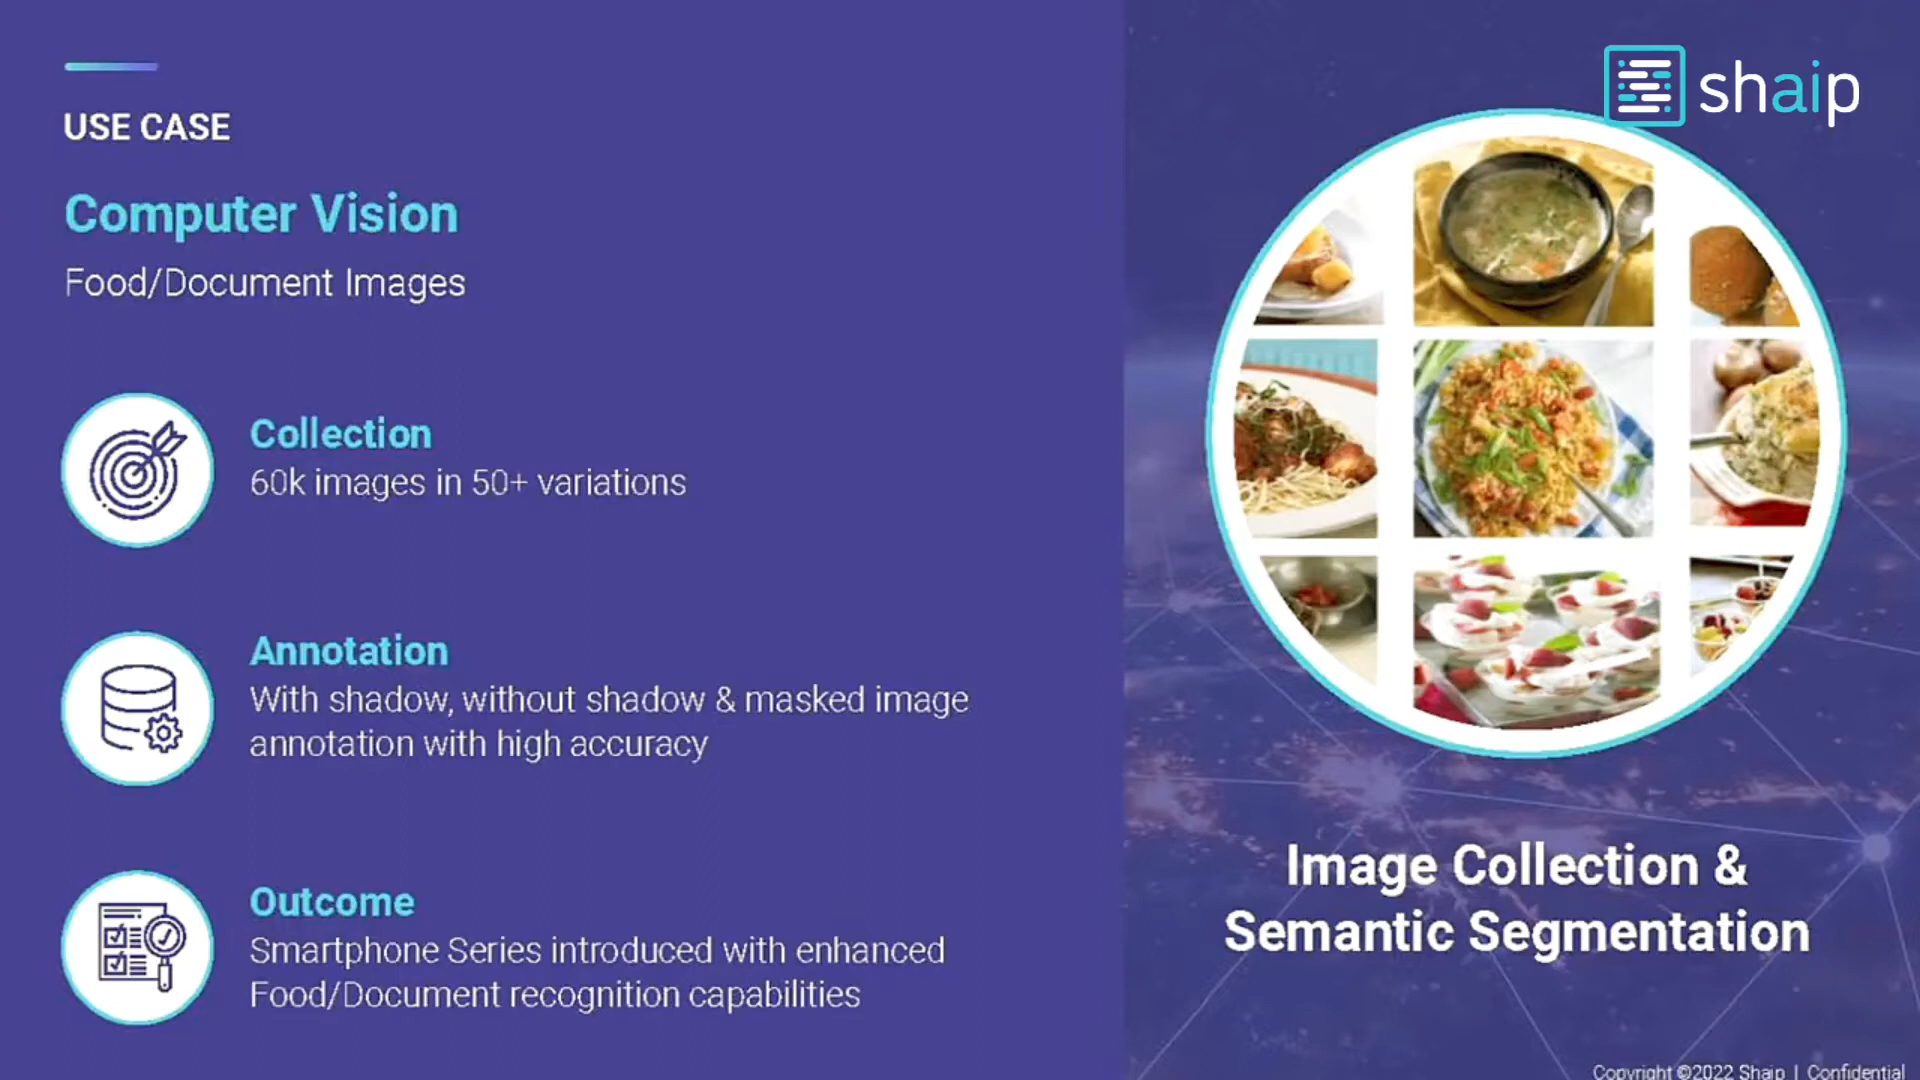 shaip
USE CASE
Computer Vision
Food/Document Images
Collection
60k images in 50+ variations
Annotation
With shadow, without shadow & masked image
annotation with high accuracy
Outcome
Smartphone Series introduced with enhanced
Food/Document recognition capabilities
Image Collection &
Semantic Segmentation
Copyright ©2022 Shaip | Confidential